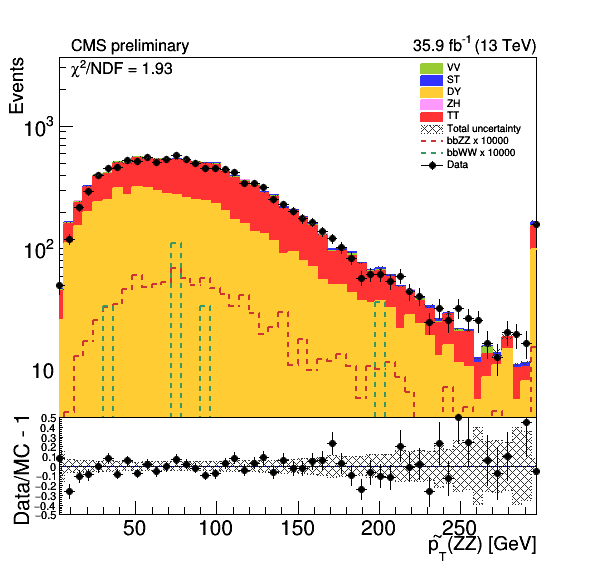 CMS preliminary 35.9 fb⁻¹ (13 TeV)
χ²/NDF = 1.93
Events
10³
10²
10
VV
ST
DY
ZH
TT
Total uncertainty
bbZZ x 10000
bbWW x 10000
Data
Data/MC - 1
0.5
0.4
0.3
0.2
0.1
0
-0.1
-0.2
-0.3
-0.4
-0.5
50 100 150 200 250
p̃_T(ZZ) [GeV]